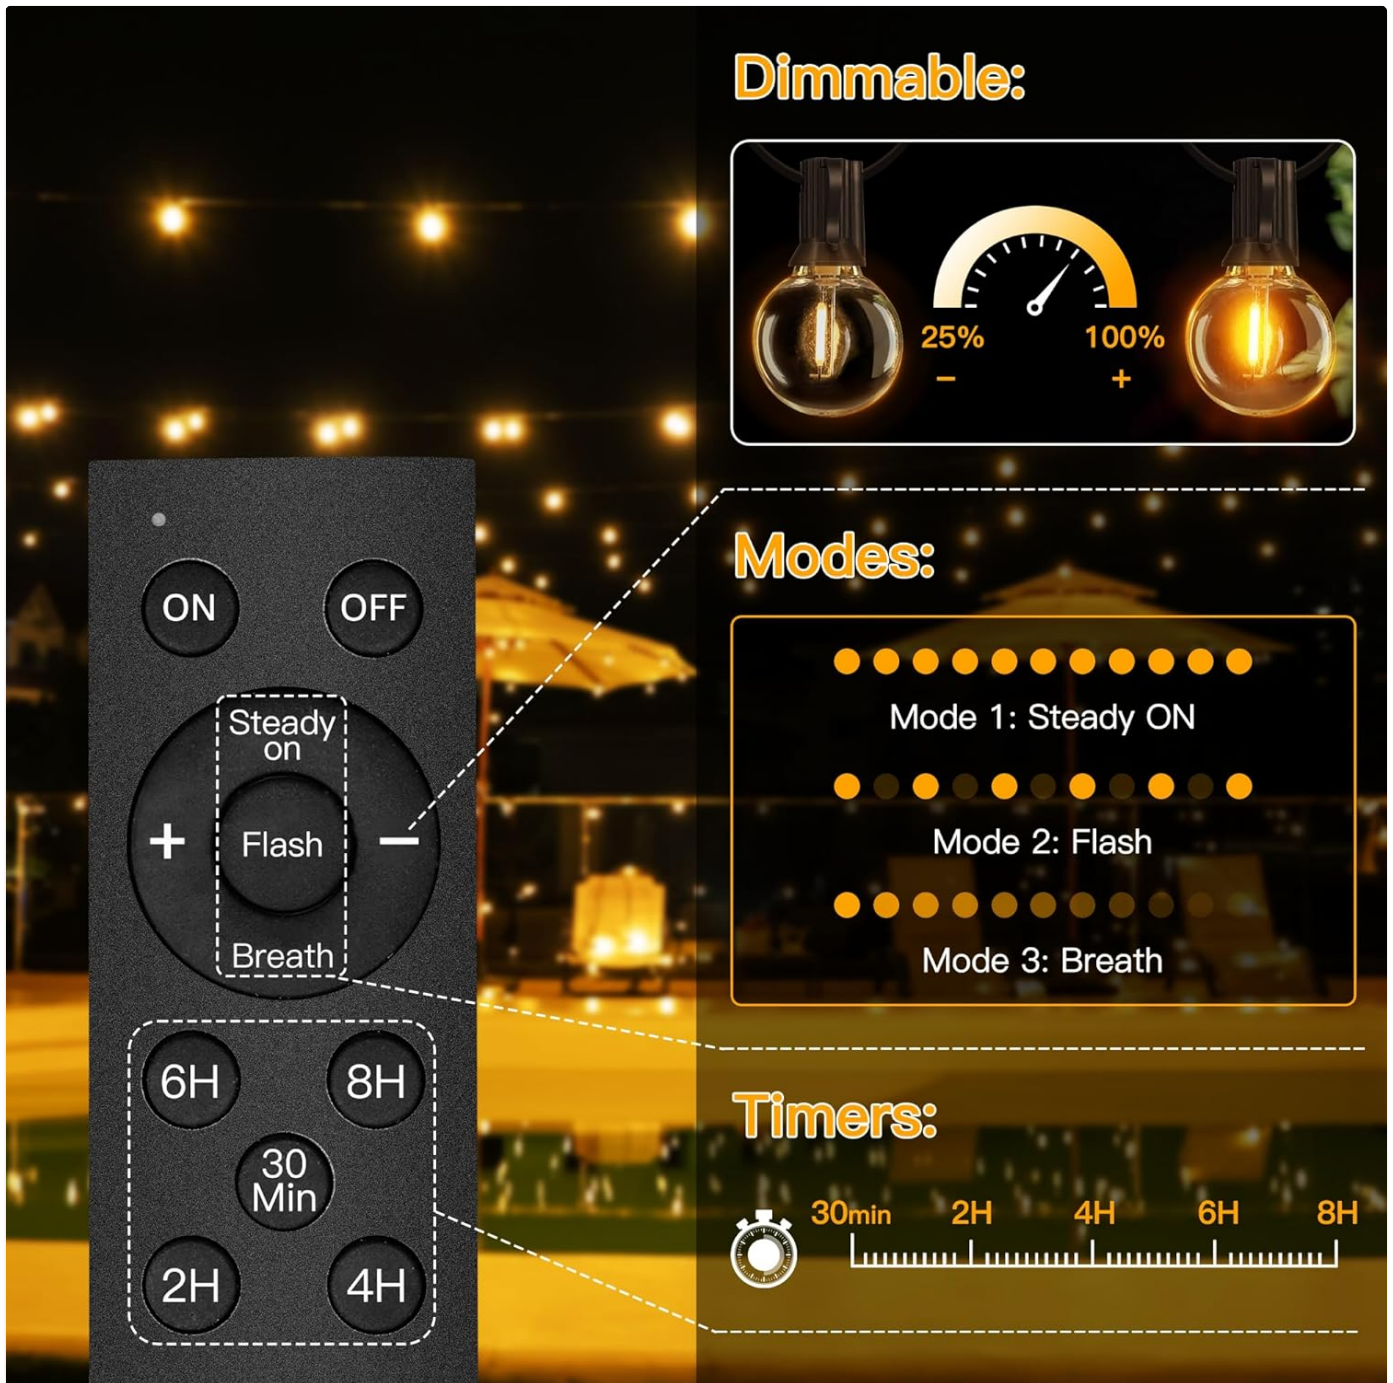 Dimmable:
25%
100%
−
+
ON
OFF
Steady
on
+
Flash
−
Breath
6H
8H
30
Min
2H
4H
Modes:
Mode 1: Steady ON
Mode 2: Flash
Mode 3: Breath
Timers:
30min 2H 4H 6H 8H